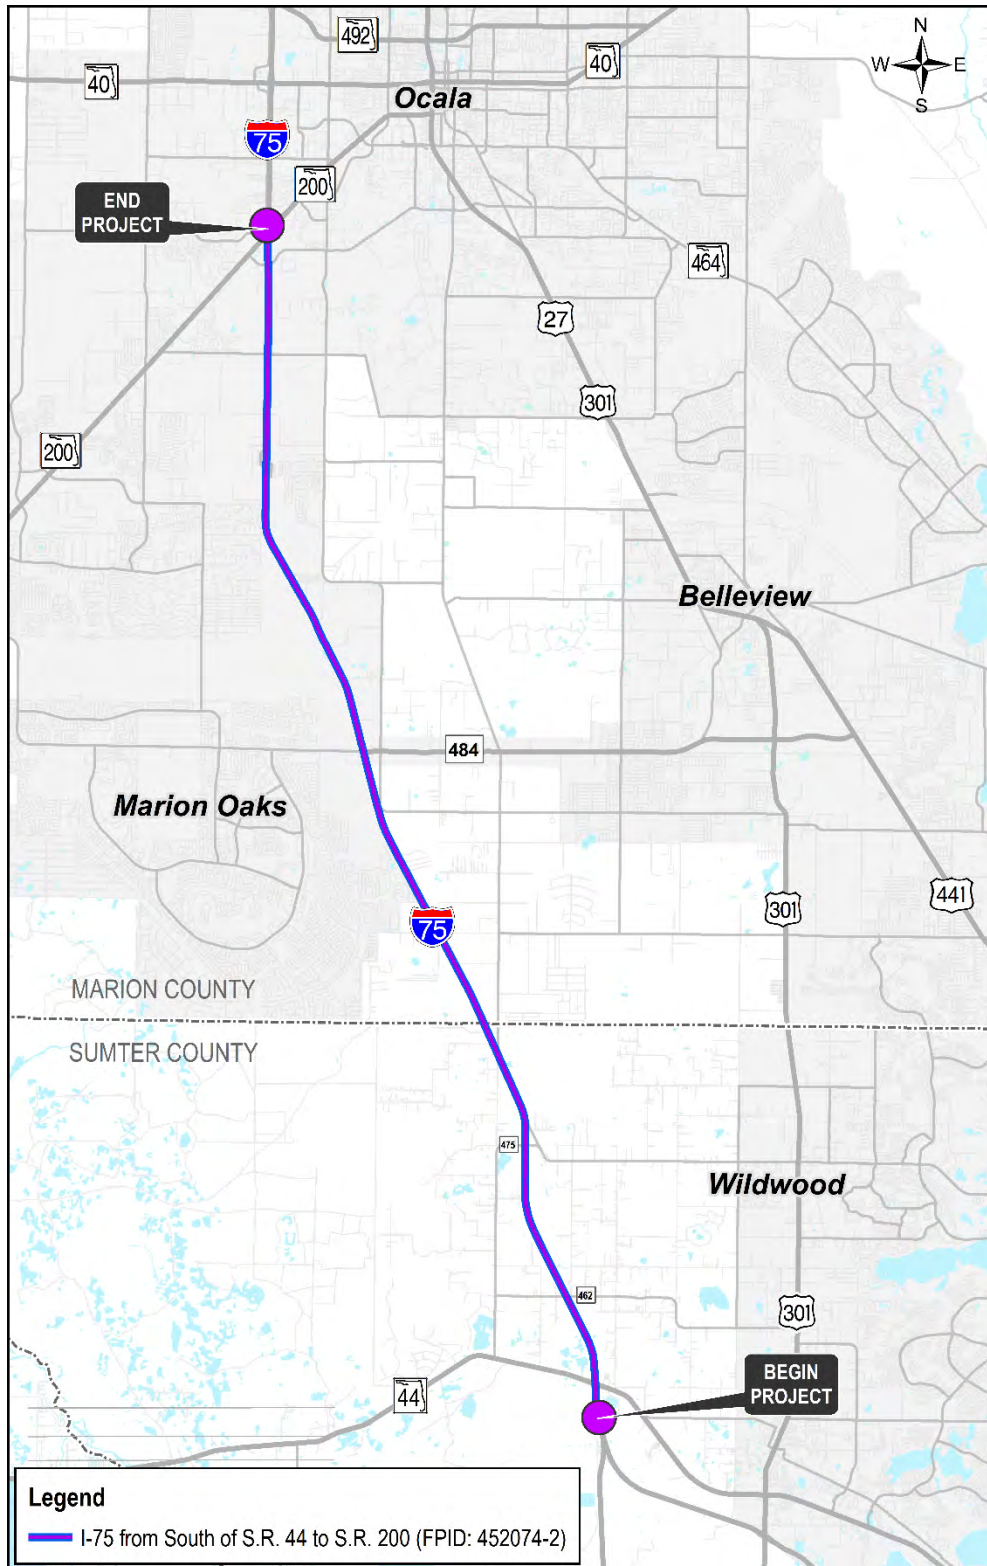 492
N
40
40
W E
Ocala
S
75
200
END
PROJECT
464
27
301
200
Belleview
484
Marion Oaks
441
301
75
MARION COUNTY
SUMTER COUNTY
475
Wildwood
462
301
BEGIN
PROJECT
44
Legend
I-75 from South of S.R. 44 to S.R. 200 (FPID: 452074-2)